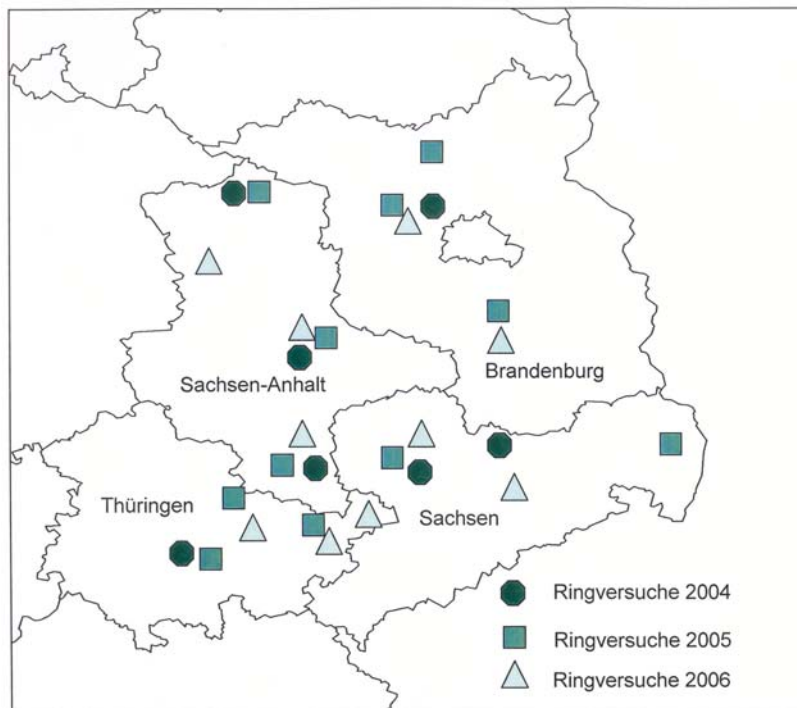 Brandenburg
Sachsen-Anhalt
Thüringen
Sachsen
Ringversuche 2004
Ringversuche 2005
Ringversuche 2006